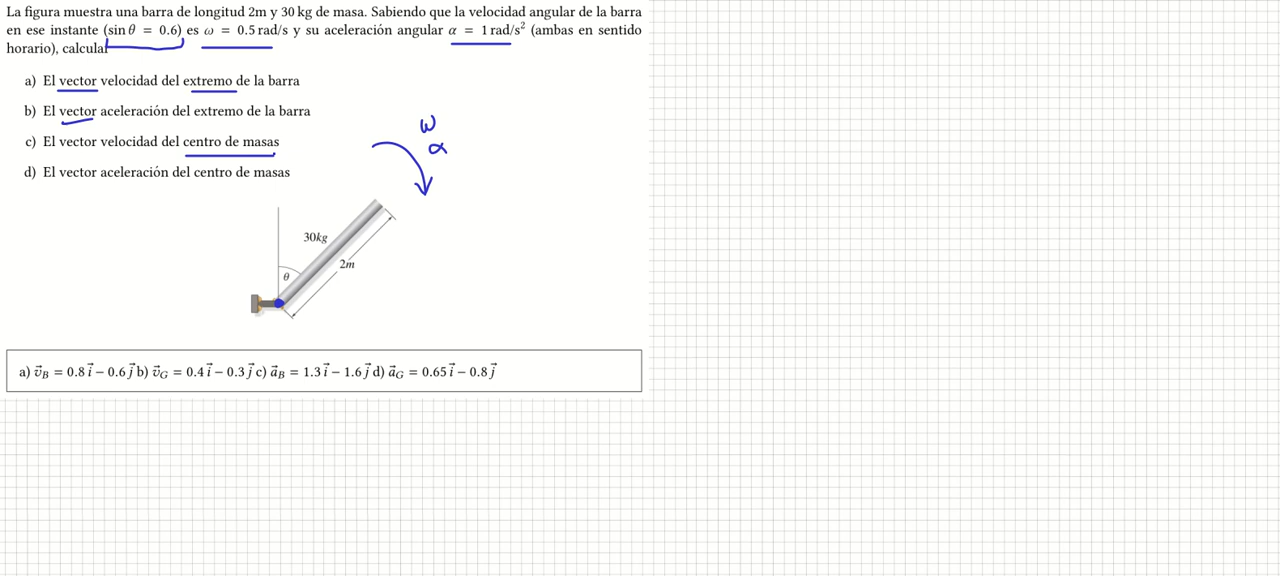 La figura muestra una barra de longitud 2m y 30 kg de masa. Sabiendo que la velocidad angular de la barra
en ese instante (sin θ = 0.6) es ω = 0.5 rad/s y su aceleración angular α = 1 rad/s² (ambas en sentido
horario), calcular
a) El vector velocidad del extremo de la barra
b) El vector aceleración del extremo de la barra
c) El vector velocidad del centro de masas
d) El vector aceleración del centro de masas
ω
α
30kg
2m
θ
a) v⃗_B = 0.8 i⃗ − 0.6 j⃗ b) v⃗_G = 0.4 i⃗ − 0.3 j⃗ c) a⃗_B = 1.3 i⃗ − 1.6 j⃗ d) a⃗_G = 0.65 i⃗ − 0.8 j⃗